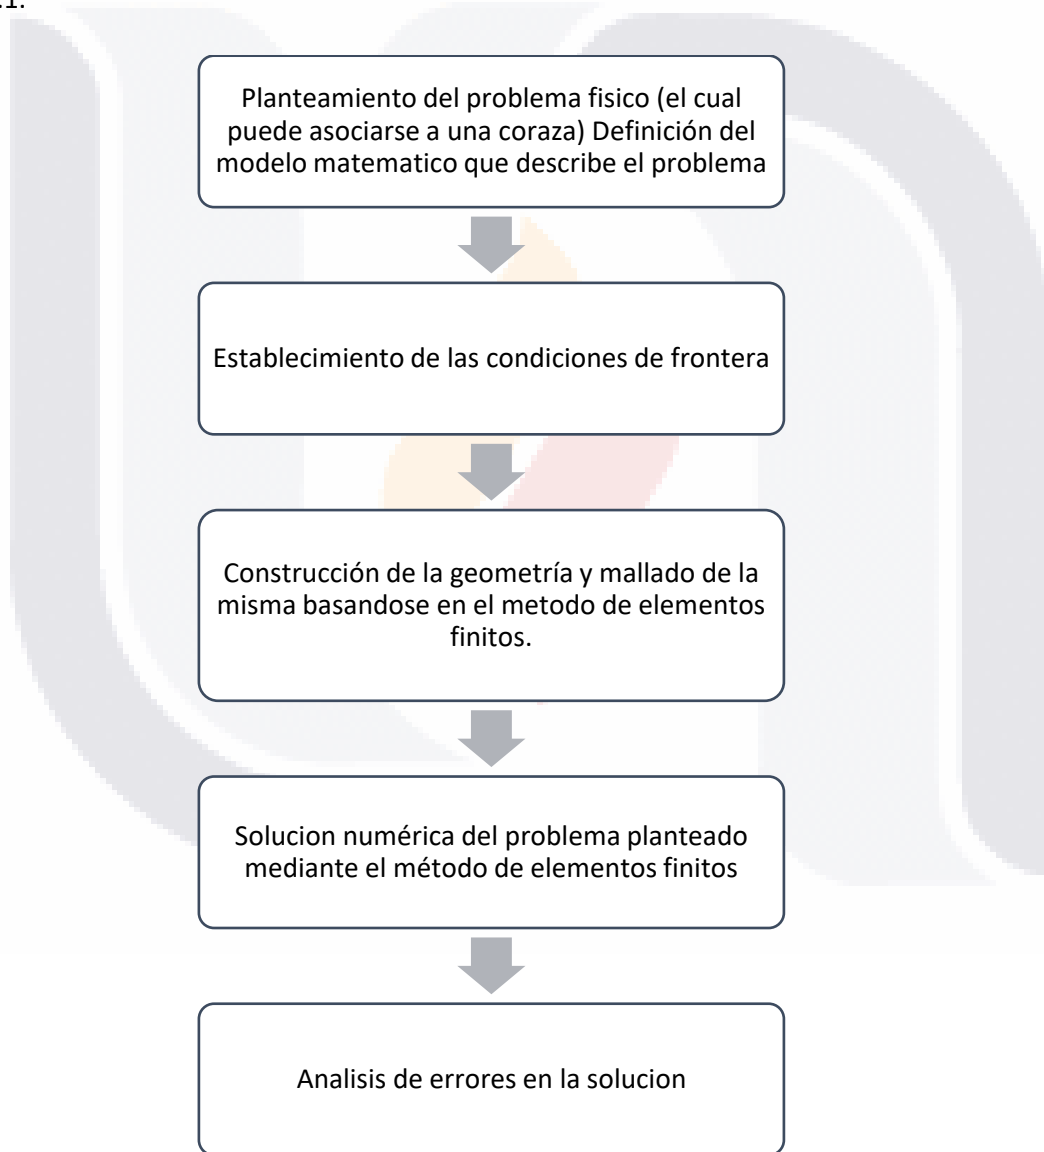 Planteamiento del problema fisico (el cual
puede asociarse a una coraza) Definición del
modelo matematico que describe el problema
Establecimiento de las condiciones de frontera
Construcción de la geometría y mallado de la
misma basandose en el metodo de elementos
finitos.
Solucion numérica del problema planteado
mediante el método de elementos finitos
Analisis de errores en la solucion